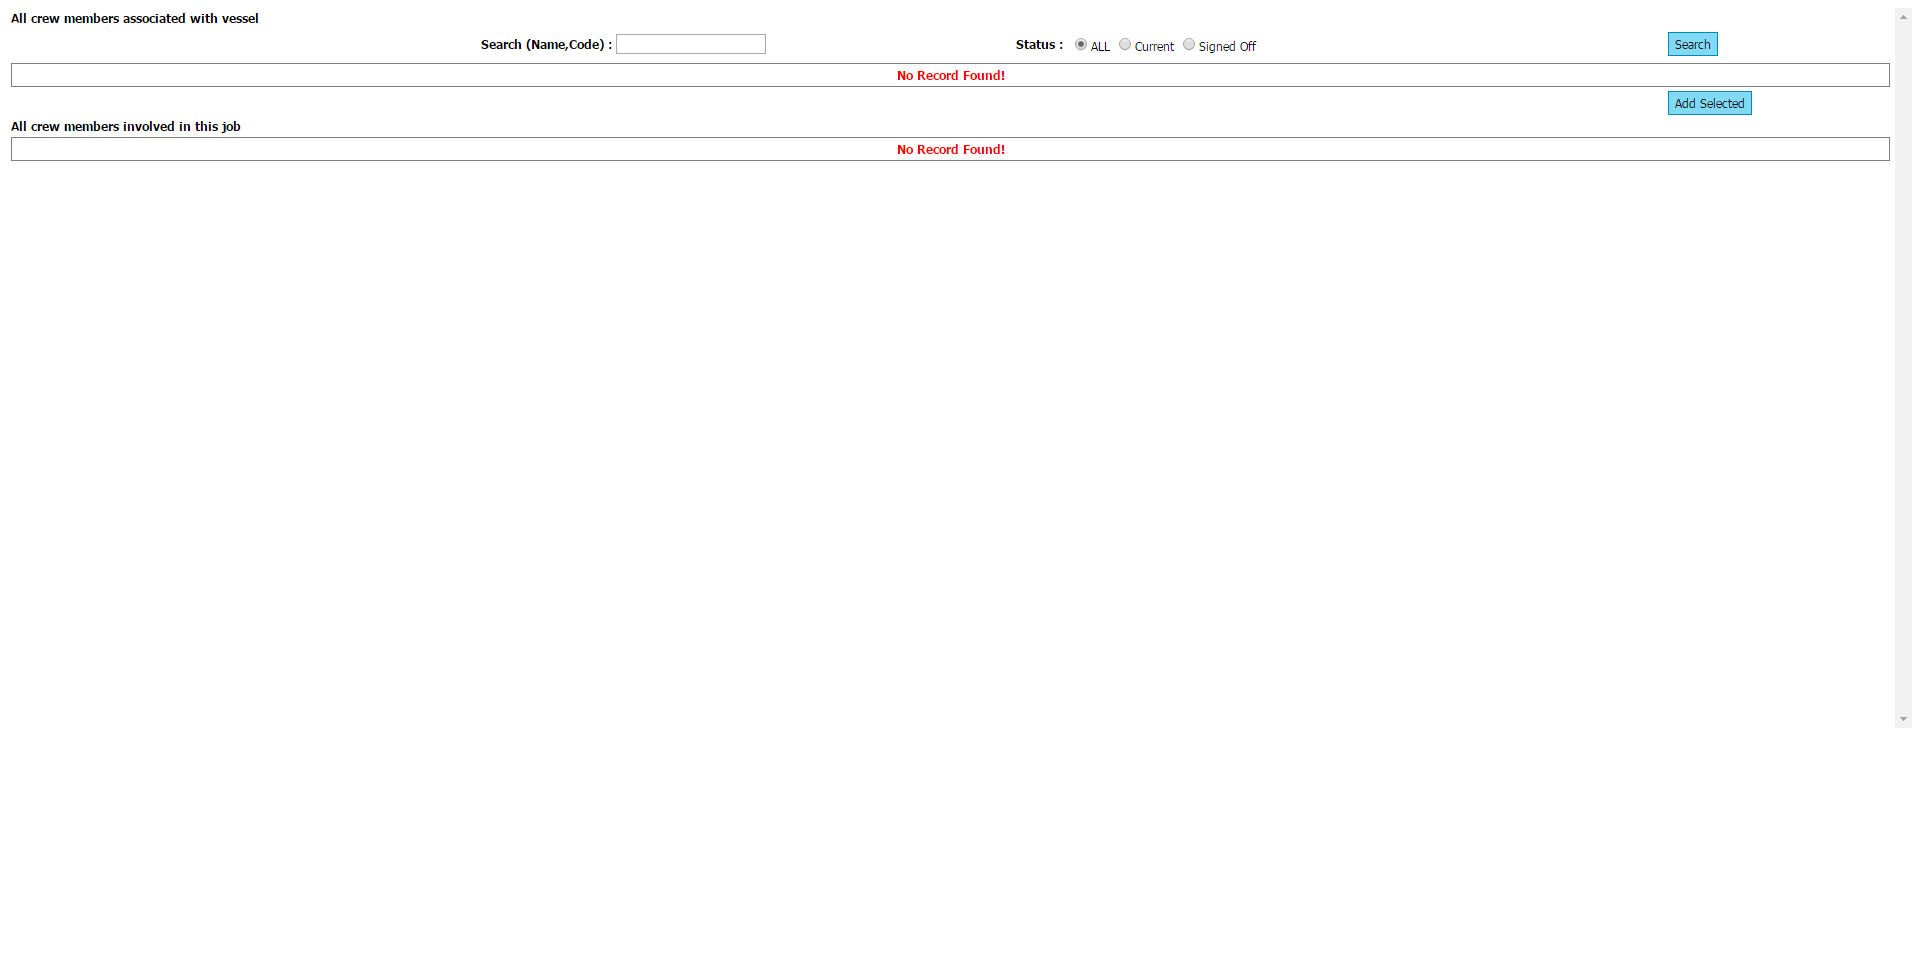 All crew members associated with vessel
Search (Name,Code) : Status : ALL Current Signed Off Search
No Record Found!
Add Selected
All crew members involved in this job
No Record Found!